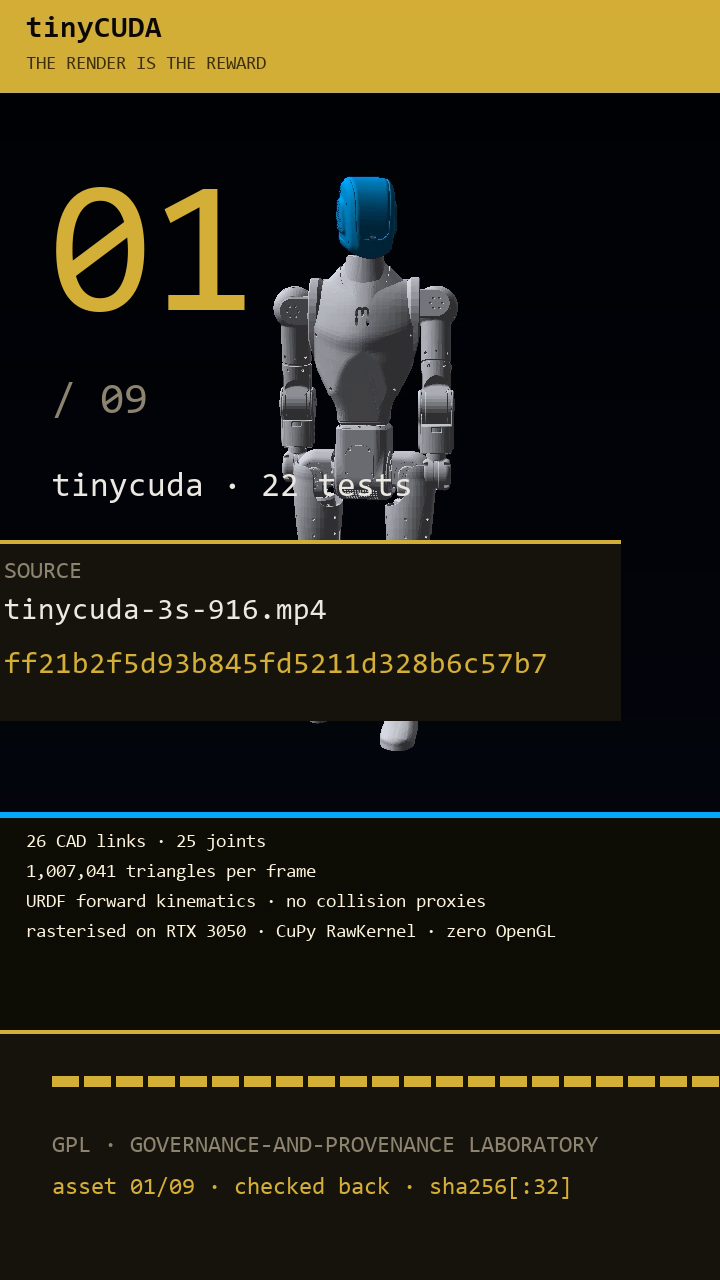 tinyCUDA
THE RENDER IS THE REWARD
01
/ 09
tinycuda · 22 tests
SOURCE
tinycuda-3s-916.mp4
ff21b2f5d93b845fd5211d328b6c57b7
26 CAD links · 25 joints
1,007,041 triangles per frame
URDF forward kinematics · no collision proxies
rasterised on RTX 3050 · CuPy RawKernel · zero OpenGL
GPL · GOVERNANCE-AND-PROVENANCE LABORATORY
asset 01/09 · checked back · sha256[:32]